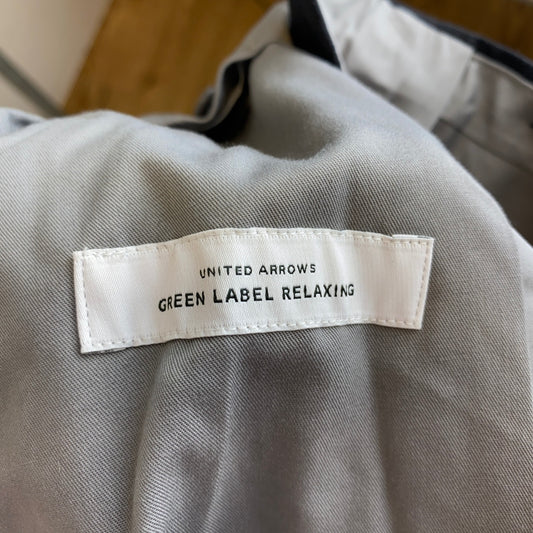 UNITED ARROWS
GREEN LABEL RELAXING